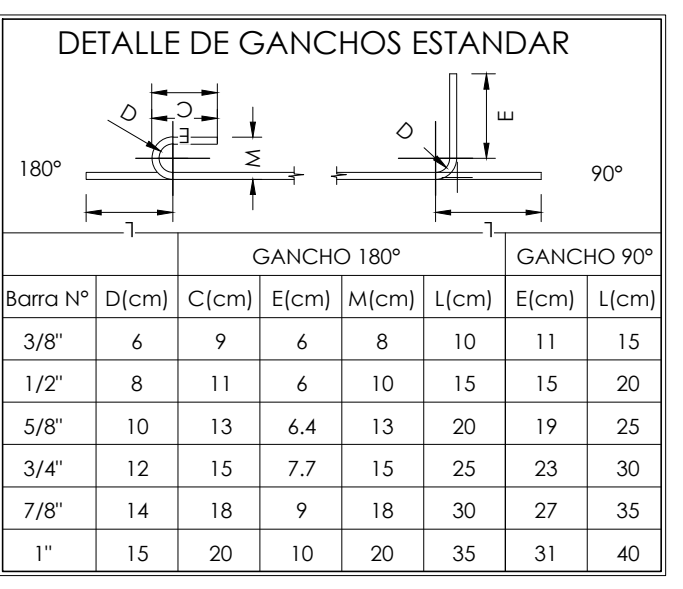 DETALLE DE GANCHOS ESTANDAR
D C E M
180°
L
D E
90°
L
GANCHO 180° GANCHO 90°
Barra N° D(cm) C(cm) E(cm) M(cm) L(cm) E(cm) L(cm)
3/8" 6 9 6 8 10 11 15
1/2" 8 11 6 10 15 15 20
5/8" 10 13 6.4 13 20 19 25
3/4" 12 15 7.7 15 25 23 30
7/8" 14 18 9 18 30 27 35
1" 15 20 10 20 35 31 40